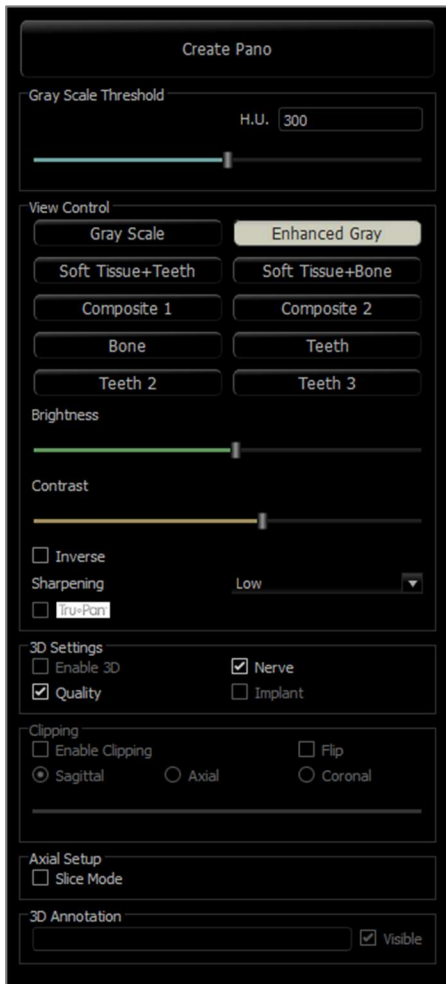 Create Pano
Gray Scale Threshold
H.U. 300
View Control
Gray Scale Enhanced Gray
Soft Tissue+Teeth Soft Tissue+Bone
Composite 1 Composite 2
Bone Teeth
Teeth 2 Teeth 3
Brightness
Contrast
Inverse
Sharpening Low
Tru•Pan
3D Settings
Enable 3D Nerve
Quality Implant
Clipping
Enable Clipping Flip
Sagittal Axial Coronal
Axial Setup
Slice Mode
3D Annotation
Visible